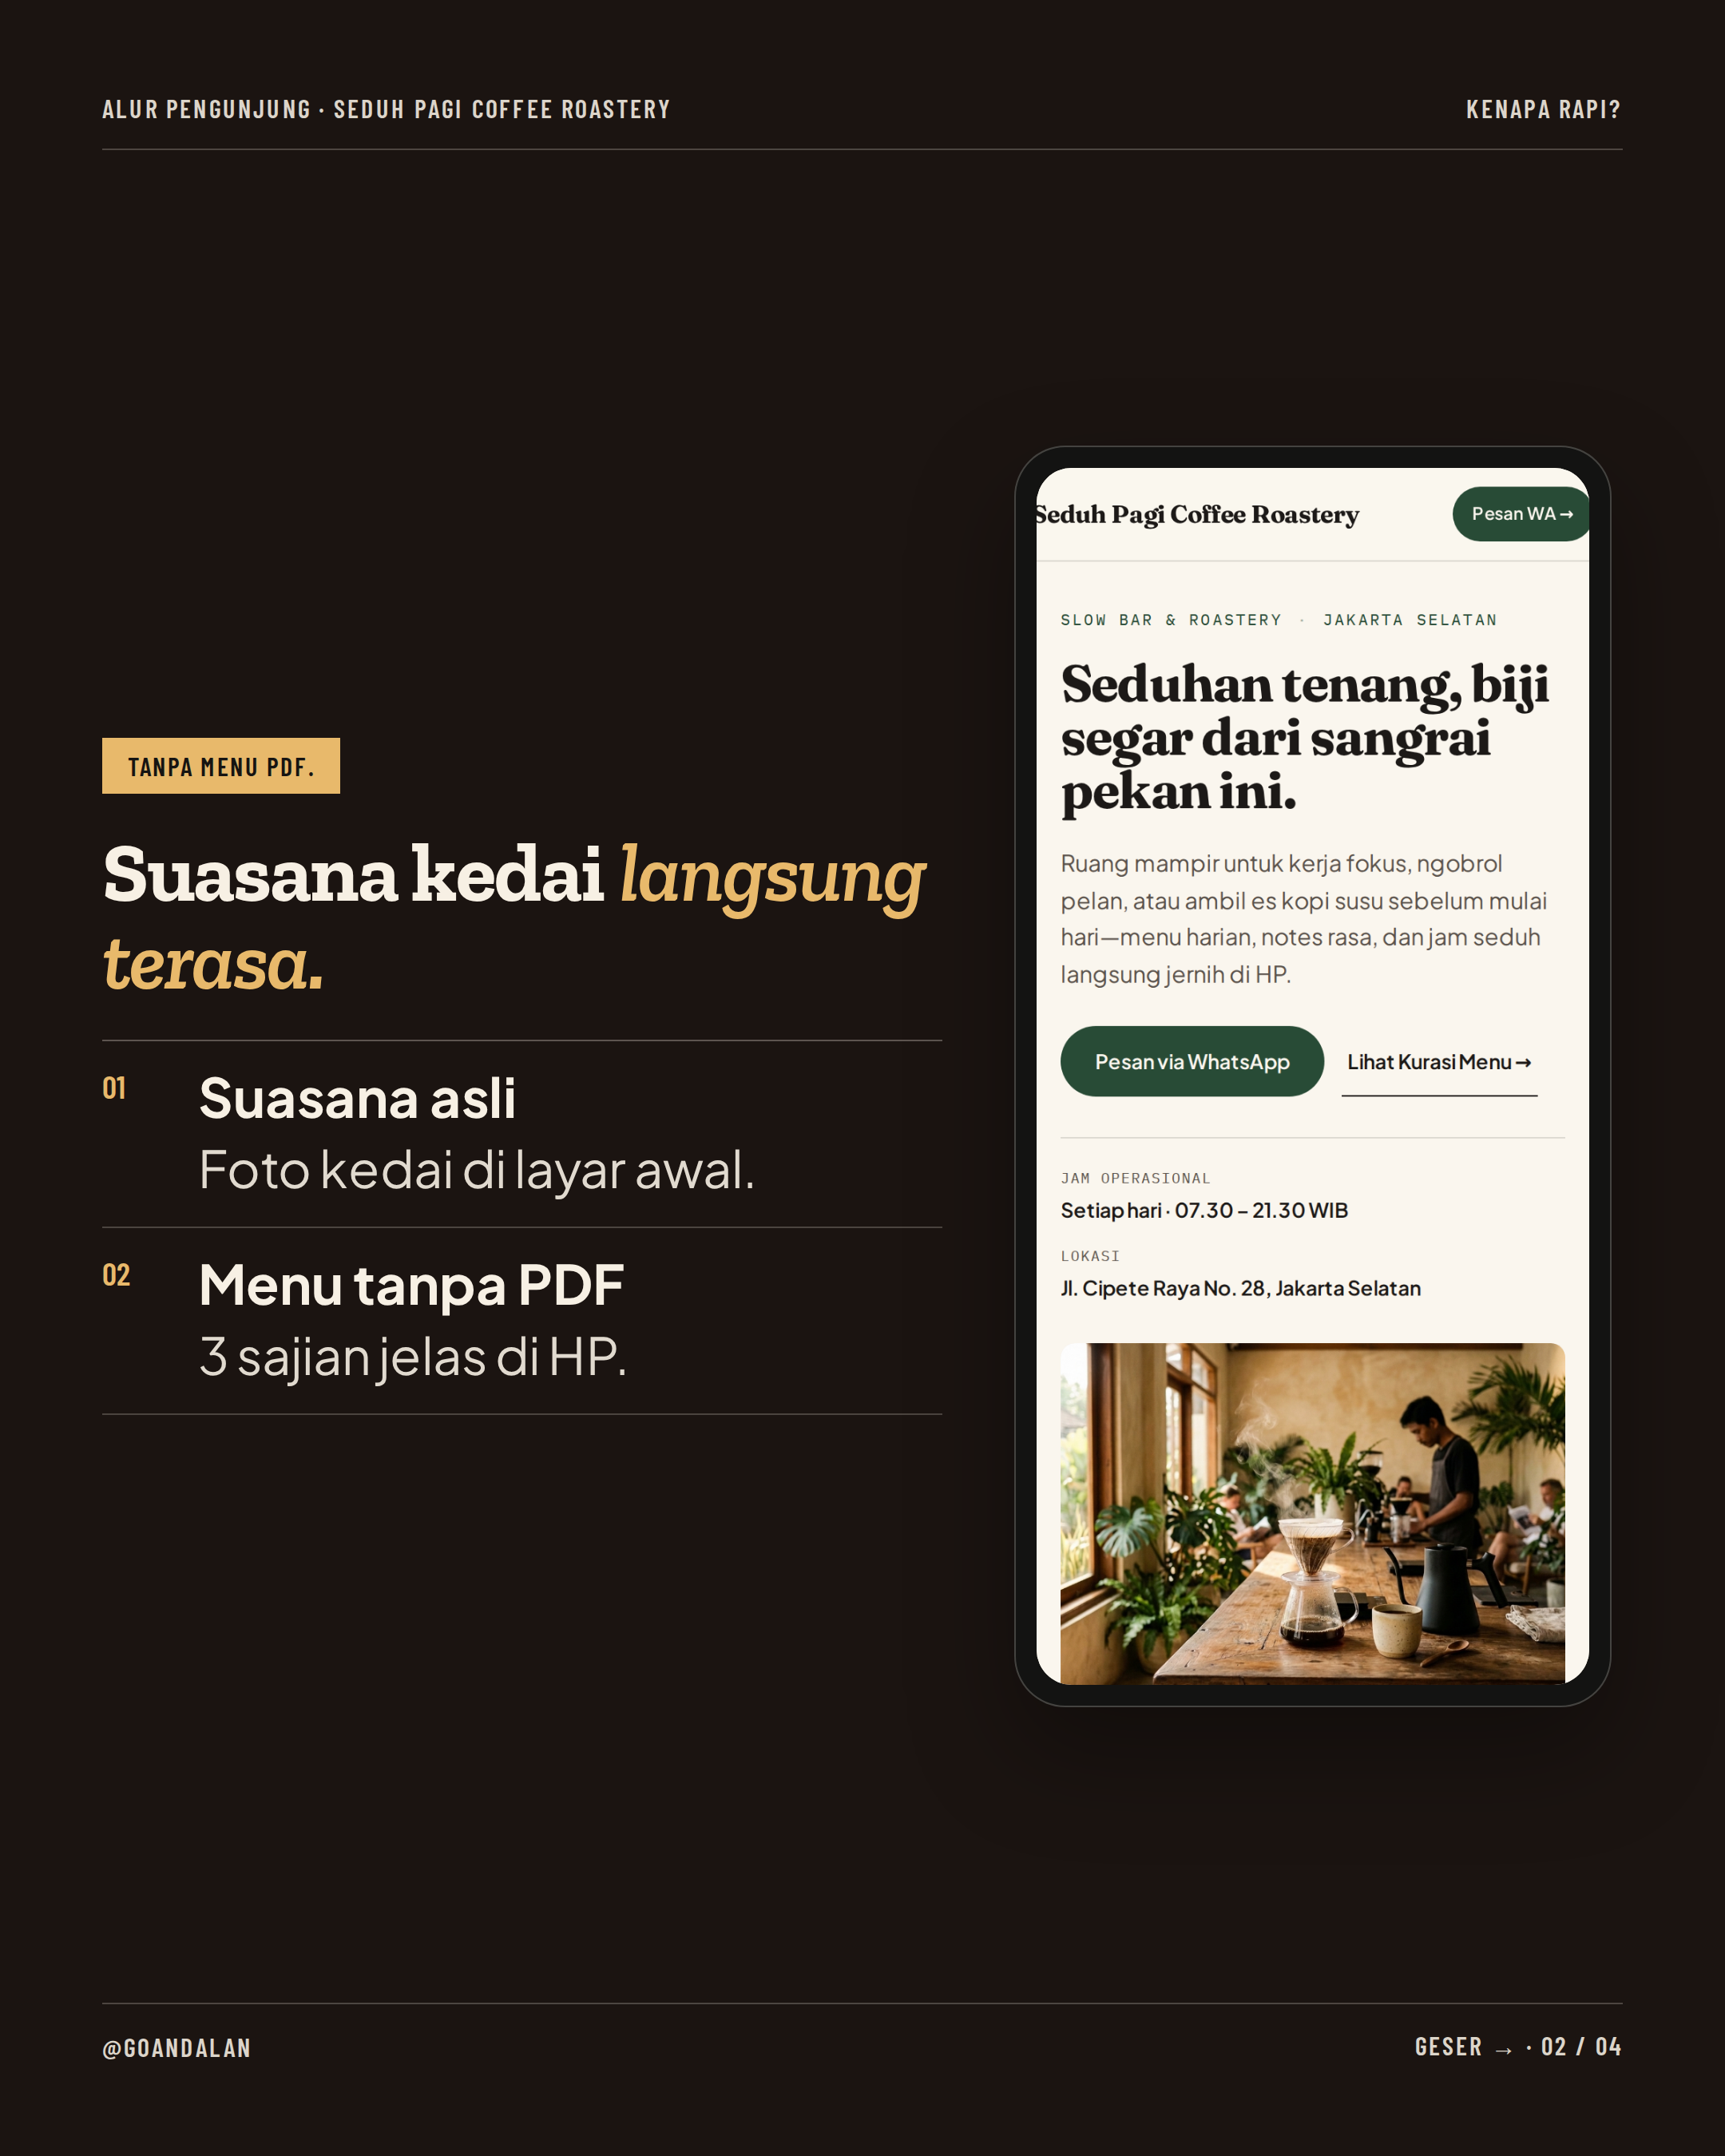 ALUR PENGUNJUNG · SEDUH PAGI COFFEE ROASTERY
KENAPA RAPI?
TANPA MENU PDF.
Suasana kedai langsung
terasa.
01
Suasana asli
Foto kedai di layar awal.
02
Menu tanpa PDF
3 sajian jelas di HP.
Seduh Pagi Coffee Roastery
Pesan WA →
SLOW BAR & ROASTERY · JAKARTA SELATAN
Seduhan tenang, biji
segar dari sangrai
pekan ini.
Ruang mampir untuk kerja fokus, ngobrol
pelan, atau ambil es kopi susu sebelum mulai
hari—menu harian, notes rasa, dan jam seduh
langsung jernih di HP.
Pesan via WhatsApp
Lihat Kurasi Menu →
JAM OPERASIONAL
Setiap hari · 07.30 – 21.30 WIB
LOKASI
Jl. Cipete Raya No. 28, Jakarta Selatan
@GOANDALAN
GESER → · 02 / 04